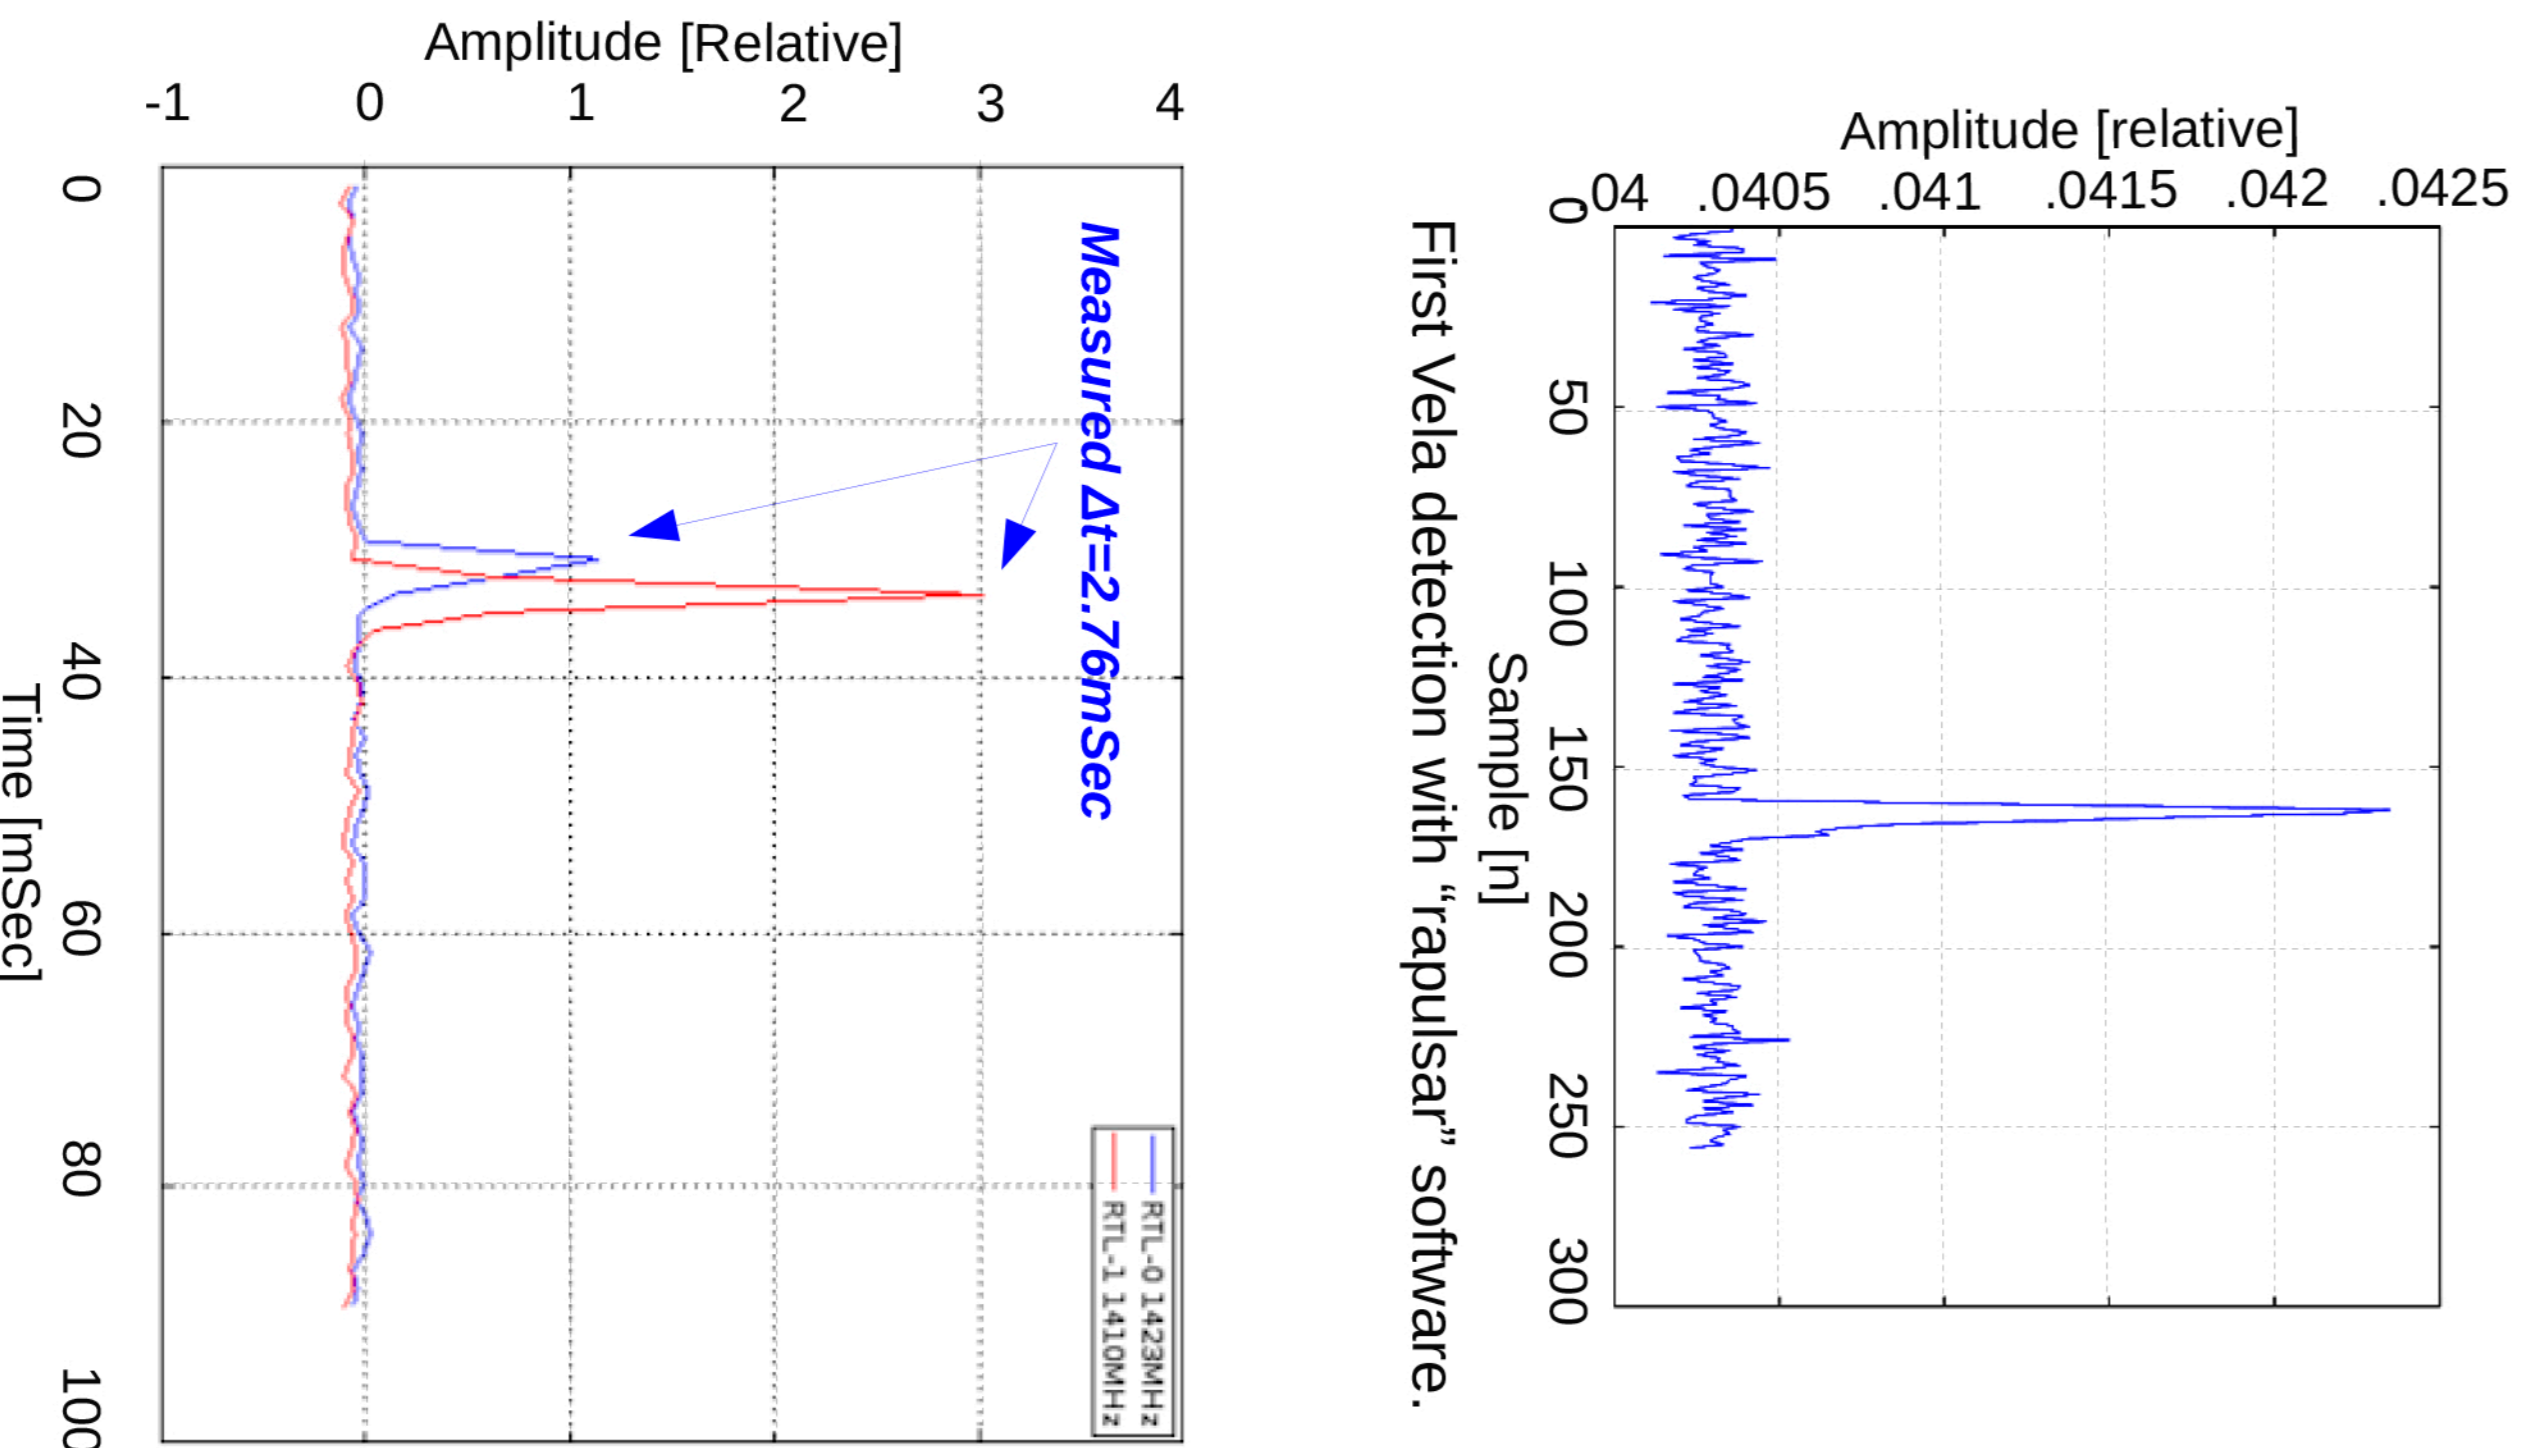 Amplitude [relative]
.04 .0405 .041 .0415 .042 .0425
0 50 100 150 200 250 300
Sample [n]
First Vela detection with “rapulsar” software.
Amplitude [Relative]
-1 0 1 2 3 4
Measured Δt=2.76mSec
RTL-0 1423MHz
RTL-1 1410MHz
0 20 40 60 80 100
Time [mSec]